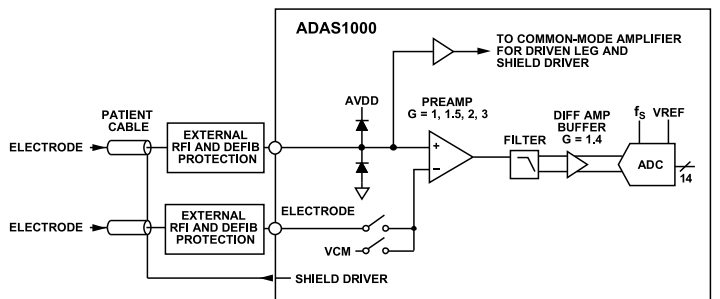 ADAS1000
TO COMMON-MODE AMPLIFIER
FOR DRIVEN LEG AND
SHIELD DRIVER
PATIENT
CABLE
AVDD
PREAMP
G = 1, 1.5, 2, 3
DIFF AMP
BUFFER
G = 1.4
fS VREF
EXTERNAL
RFI AND DEFIB
PROTECTION
FILTER
ELECTRODE
+
−
ADC
14
EXTERNAL
RFI AND DEFIB
PROTECTION
ELECTRODE
ELECTRODE
VCM
SHIELD DRIVER